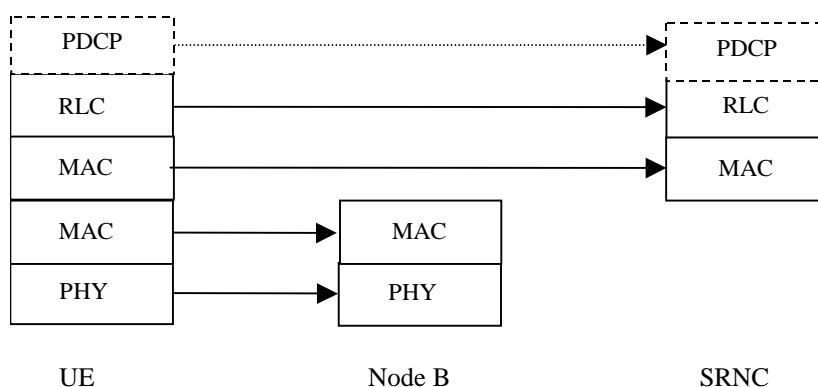 PDCP PDCP
RLC RLC
MAC MAC
MAC MAC
PHY PHY
UE Node B SRNC